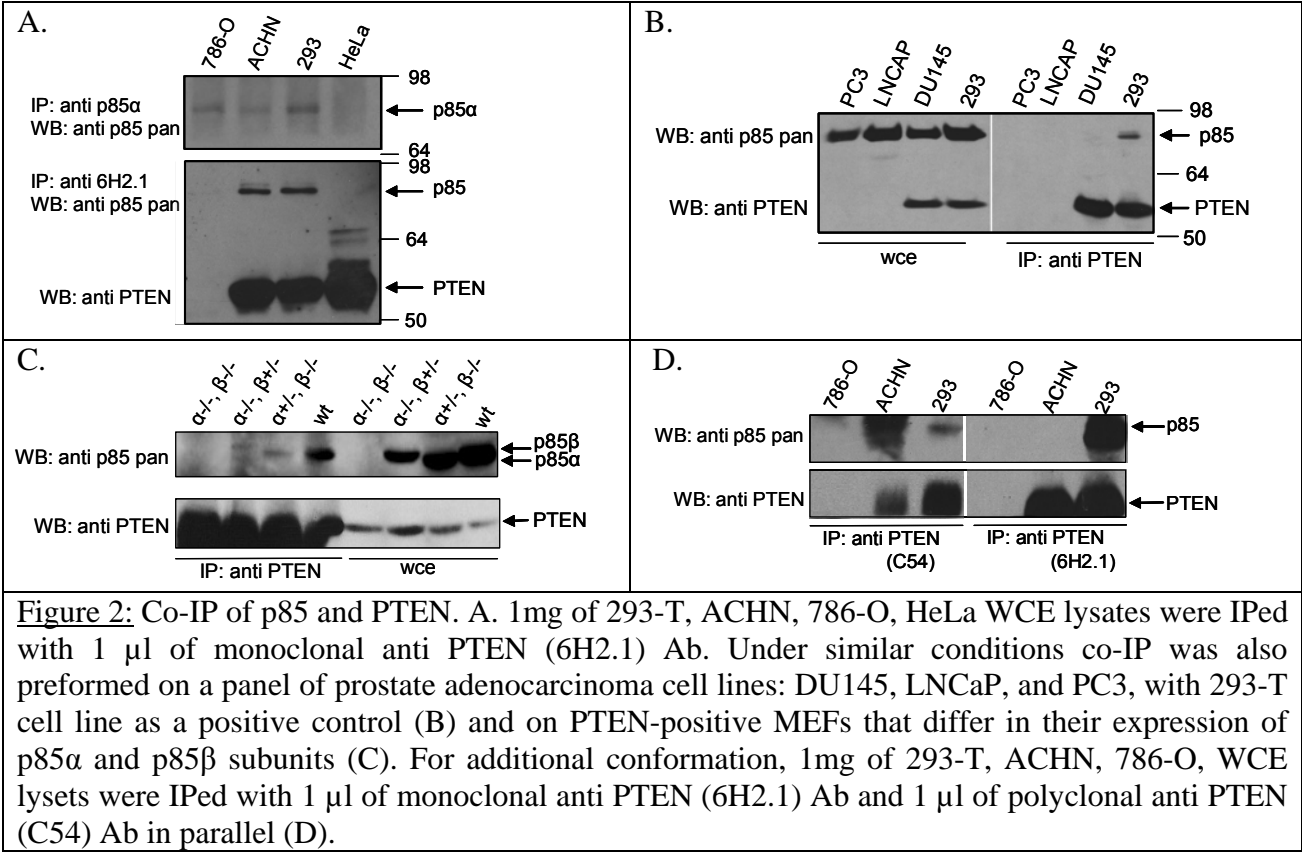 A.
786-O ACHN 293 HeLa
98
IP: anti p85α
WB: anti p85 pan
p85α
64
98
IP: anti 6H2.1
WB: anti p85 pan
p85
64
WB: anti PTEN
PTEN
50
B.
PC3 LNCAP DU145 293 PC3 LNCAP DU145 293
98
WB: anti p85 pan
p85
64
WB: anti PTEN
PTEN
50
wce IP: anti PTEN
C.
α-/-, β-/- α-/-, β+/- α+/-, β-/- wt α-/-, β-/- α-/-, β+/- α+/-, β-/- wt
WB: anti p85 pan
p85β
p85α
WB: anti PTEN
PTEN
IP: anti PTEN wce
D.
786-O ACHN 293 786-O ACHN 293
WB: anti p85 pan
p85
WB: anti PTEN
PTEN
IP: anti PTEN IP: anti PTEN
(C54) (6H2.1)
Figure 2: Co-IP of p85 and PTEN. A. 1mg of 293-T, ACHN, 786-O, HeLa WCE lysates were IPed
with 1 µl of monoclonal anti PTEN (6H2.1) Ab. Under similar conditions co-IP was also
preformed on a panel of prostate adenocarcinoma cell lines: DU145, LNCaP, and PC3, with 293-T
cell line as a positive control (B) and on PTEN-positive MEFs that differ in their expression of
p85α and p85β subunits (C). For additional conformation, 1mg of 293-T, ACHN, 786-O, WCE
lysets were IPed with 1 µl of monoclonal anti PTEN (6H2.1) Ab and 1 µl of polyclonal anti PTEN
(C54) Ab in parallel (D).